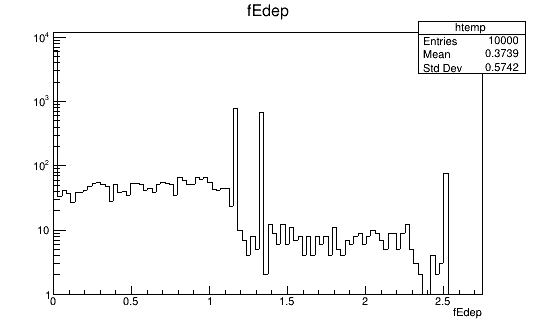 fEdep
htemp
Entries 10000
Mean 0.3739
Std Dev 0.5742
10⁴
10³
10²
10
1
0 0.5 1 1.5 2 2.5
fEdep